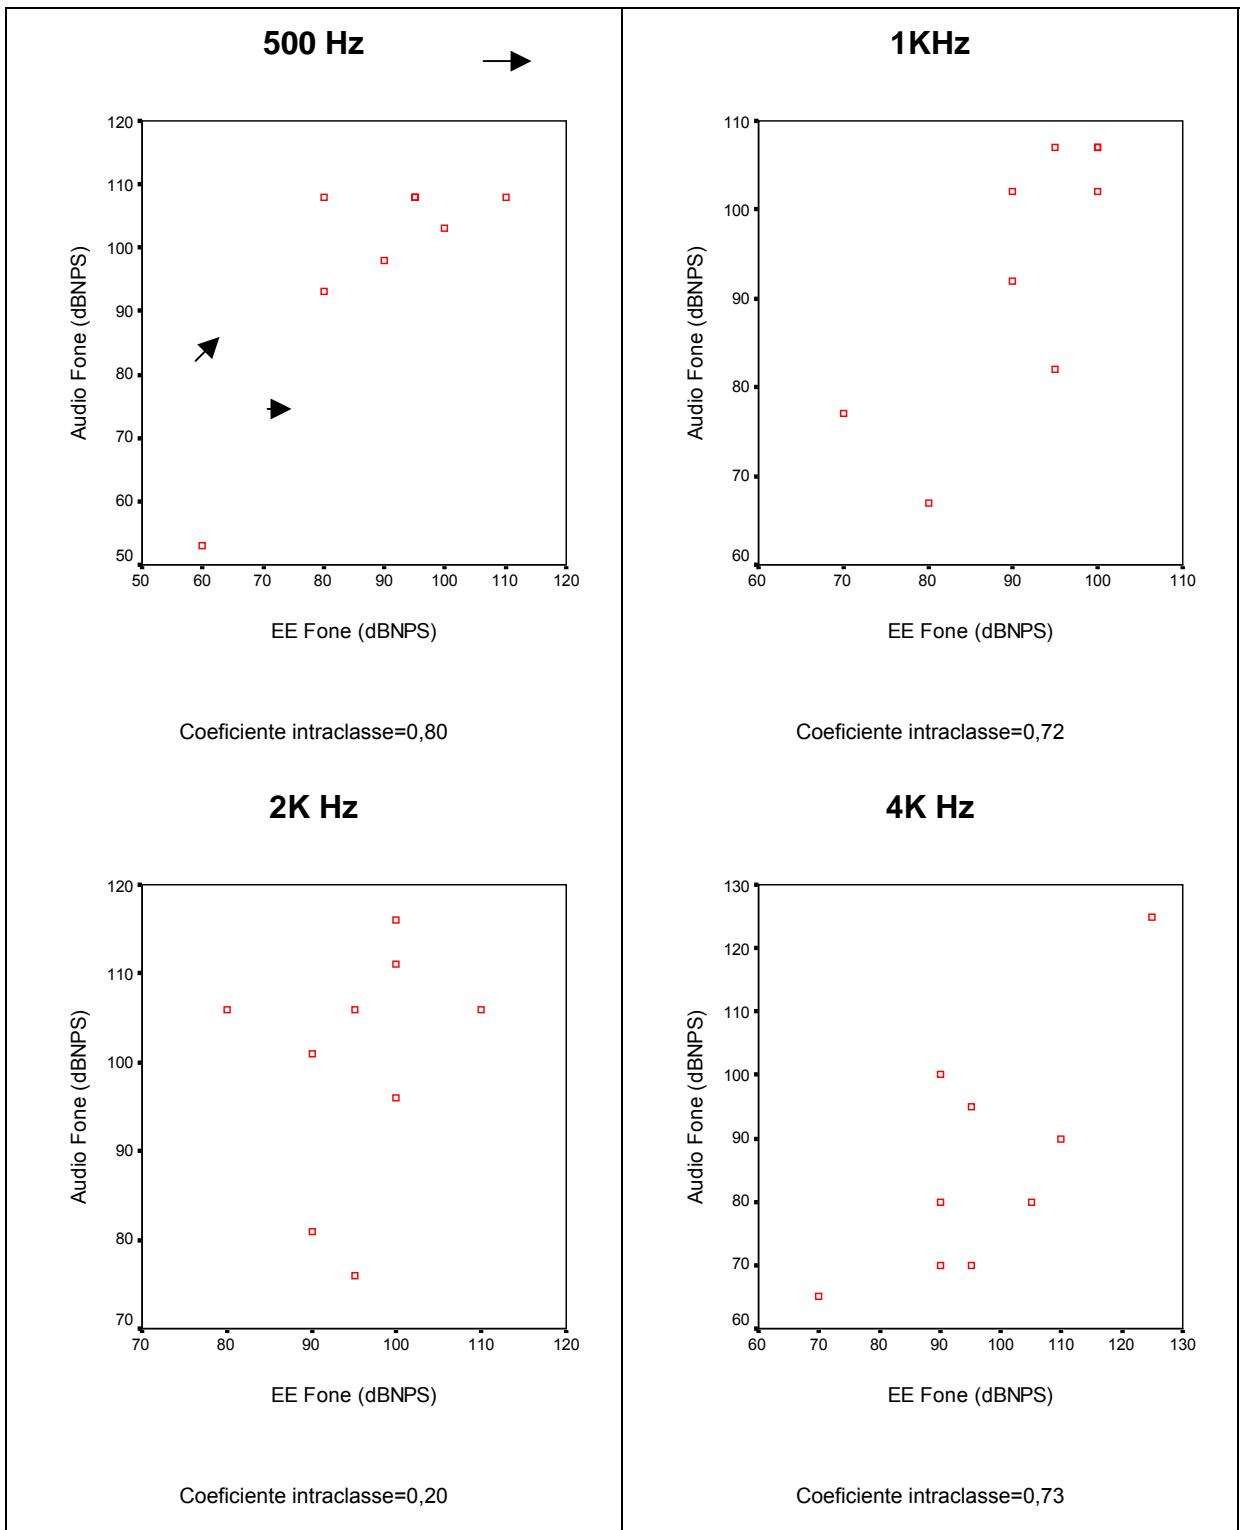 500 Hz
120
110
100
90
80
70
60
50
Audio Fone (dBNPS)
50 60 70 80 90 100 110 120
EE Fone (dBNPS)
Coeficiente intraclasse=0,80
1KHz
110
100
90
80
70
60
Audio Fone (dBNPS)
60 70 80 90 100 110
EE Fone (dBNPS)
Coeficiente intraclasse=0,72
2K Hz
120
110
100
90
80
70
Audio Fone (dBNPS)
70 80 90 100 110 120
EE Fone (dBNPS)
Coeficiente intraclasse=0,20
4K Hz
130
120
110
100
90
80
70
60
Audio Fone (dBNPS)
60 70 80 90 100 110 120 130
EE Fone (dBNPS)
Coeficiente intraclasse=0,73